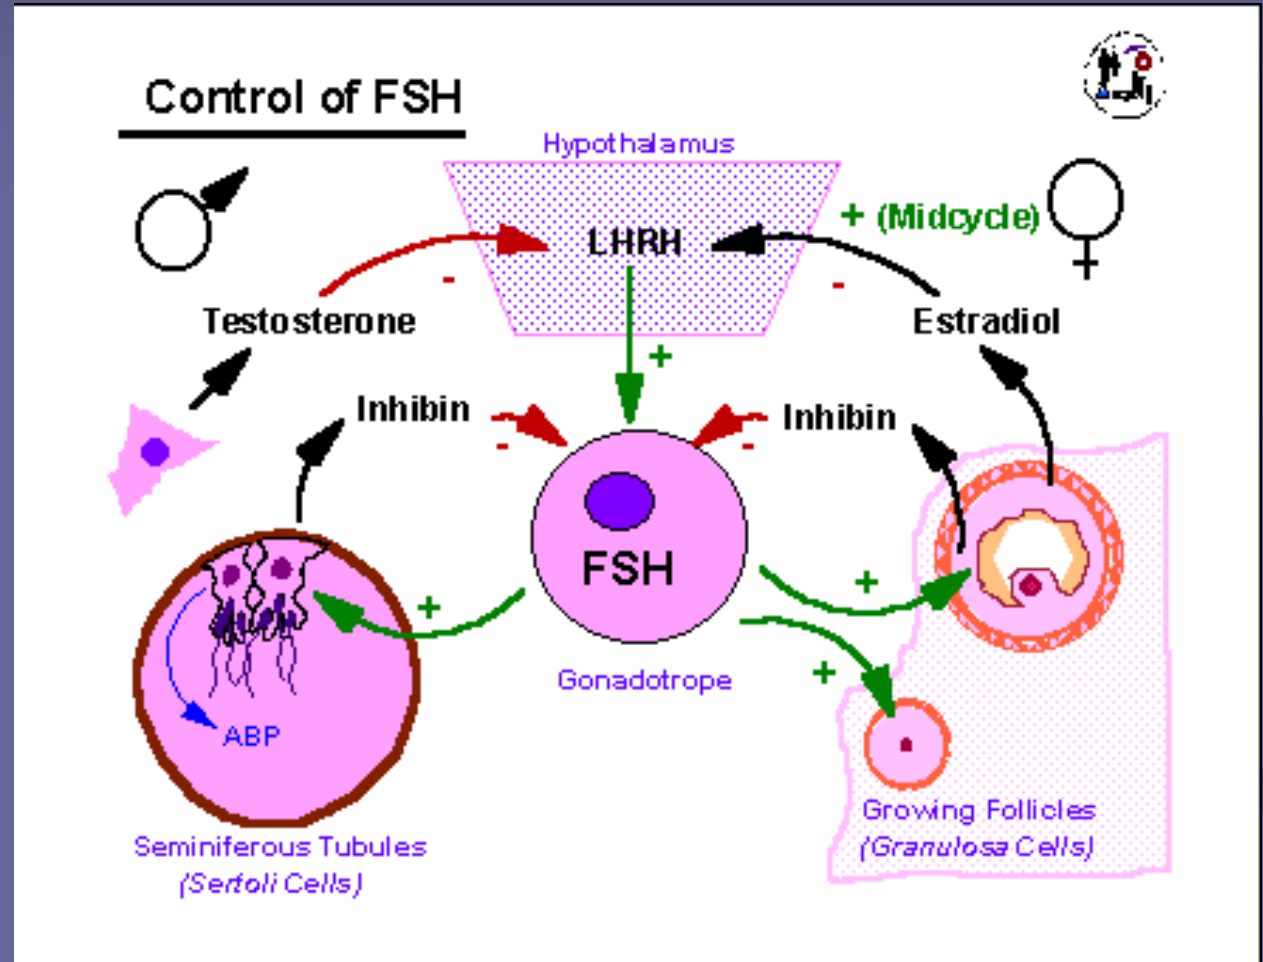 Control of FSH
Hypothalamus
+ (Midcycle)
LHRH
-
-
Testosterone
Estradiol
+
Inhibin
Inhibin
-
-
FSH
+
+
+
Gonadotrope
ABP
Growing Follicles
(Granulosa Cells)
Seminiferous Tubules
(Sertoli Cells)